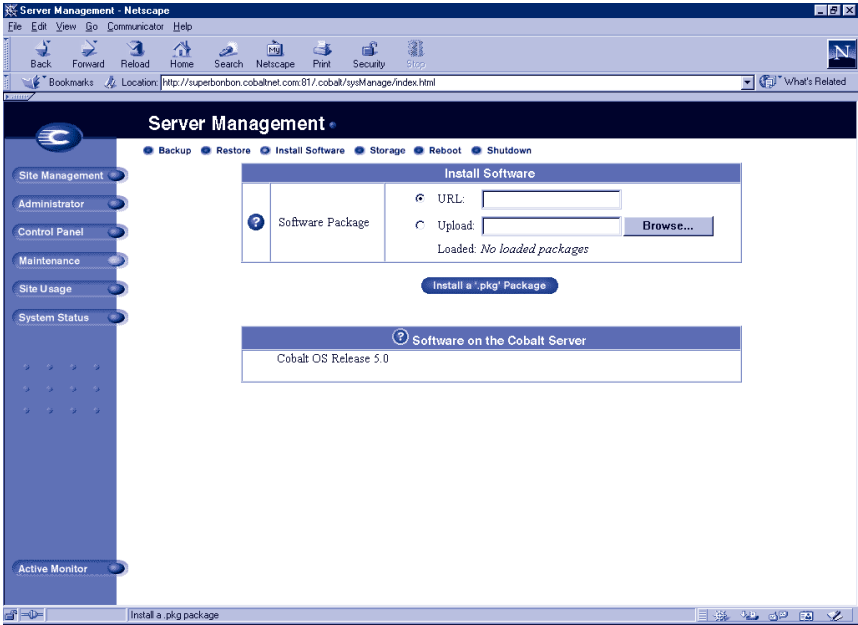 Server Management - Netscape
File Edit View Go Communicator Help
Back Forward Reload Home Search Netscape Print Security Stop
Bookmarks Location: http://superbonbon.cobaltnet.com:81/.cobalt/sysManage/index.html What's Related
Server Management
Backup Restore Install Software Storage Reboot Shutdown
Site Management
Administrator
Control Panel
Maintenance
Site Usage
System Status
Active Monitor
Install Software
Software Package
URL:
Upload: Browse...
Loaded: No loaded packages
Install a '.pkg' Package
Software on the Cobalt Server
Cobalt OS Release 5.0
Install a .pkg package